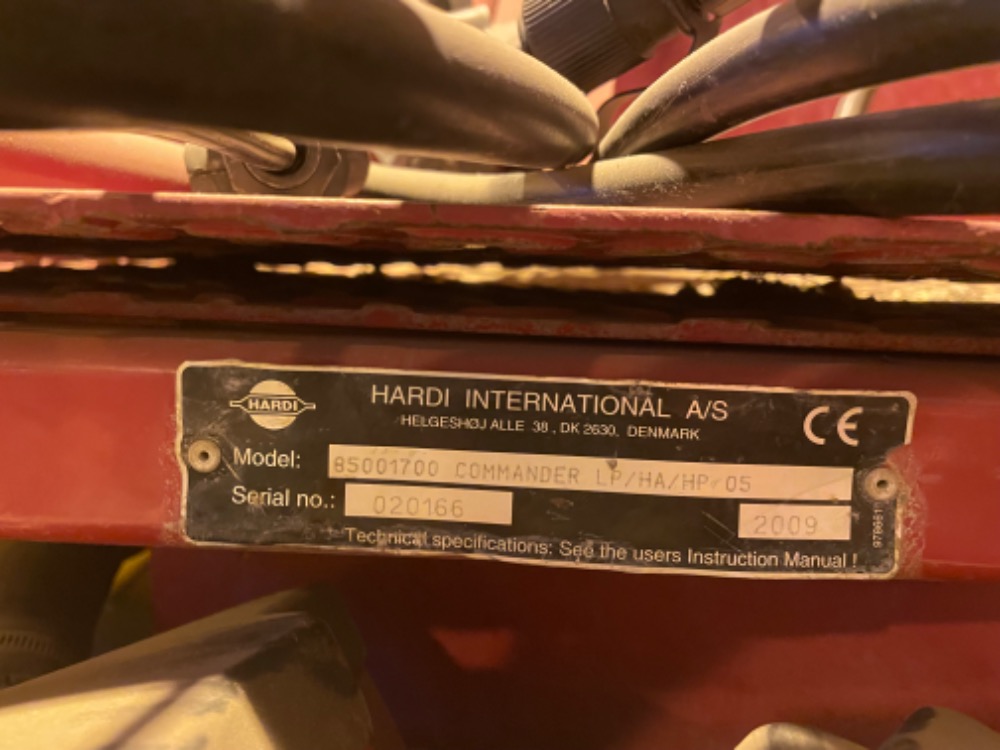 HARDI
HARDI INTERNATIONAL A/S
HELGESHØJ ALLE 38, DK 2630, DENMARK
CE
Model: 85001700 COMMANDER LP/HA/HP 05
Serial no.: 020166
2009
Technical specifications: See the users Instruction Manual !